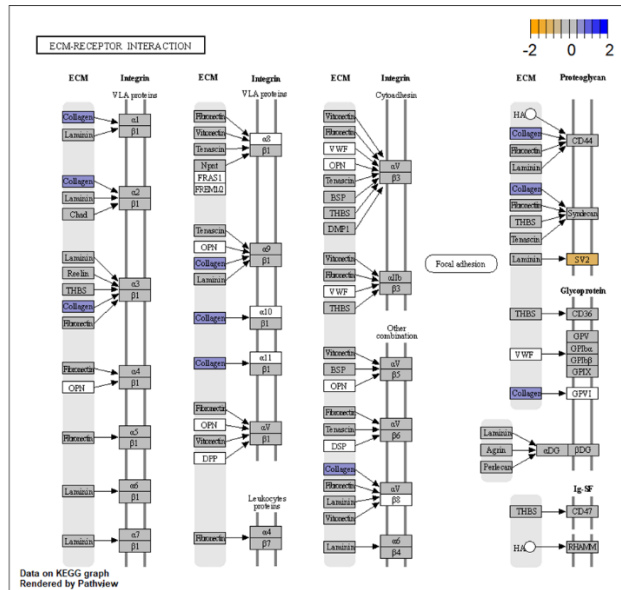 ECM-RECEPTOR INTERACTION
-2 0 2
ECM Integrin
VLA proteins
Collagen α1
Laminin β1
Collagen α2
Laminin β1
Chad
Laminin
Reelin α3
THBS β1
Collagen
Fibronectin
Fibronectin α4
OPN β1
Fibronectin α5
β1
Laminin α6
β1
Laminin α7
β1
ECM Integrin
VLA proteins
Fibronectin
Vitronectin α8
Tenascin β1
Npnt
FRAS1
FREM1/2
Tenascin
OPN α9
Collagen β1
Laminin
Collagen α10
β1
Collagen α11
β1
Fibronectin
OPN αV
Vitronectin β1
DPP
Leukocytes
proteins
Fibronectin α4
β7
ECM Integrin
Cytoadhesin
Vitronectin
Fibronectin
VWF
OPN αV
Tenascin β3
BSP
THBS
DMP1
Vitronectin
Fibronectin αIIb
VWF β3
THBS
Other
combination
Vitronectin αV
BSP β5
OPN
Fibronectin αV
Tenascin β6
DSP
Collagen
Fibronectin αV
Laminin β8
Vitronectin
Laminin α6
β4
Focal adhesion
ECM Proteoglycan
HA
Collagen
Fibronectin CD44
Laminin
Collagen
Fibronectin Syndecan
THBS
Tenascin
Laminin SV2
Glycoprotein
THBS CD36
GPV
VWF GPIbα
GPIbβ
GPIX
Collagen GPVI
Laminin
Agrin αDG βDG
Perlecan
Ig-SF
THBS CD47
HA RHAMM
Data on KEGG graph
Rendered by Pathview